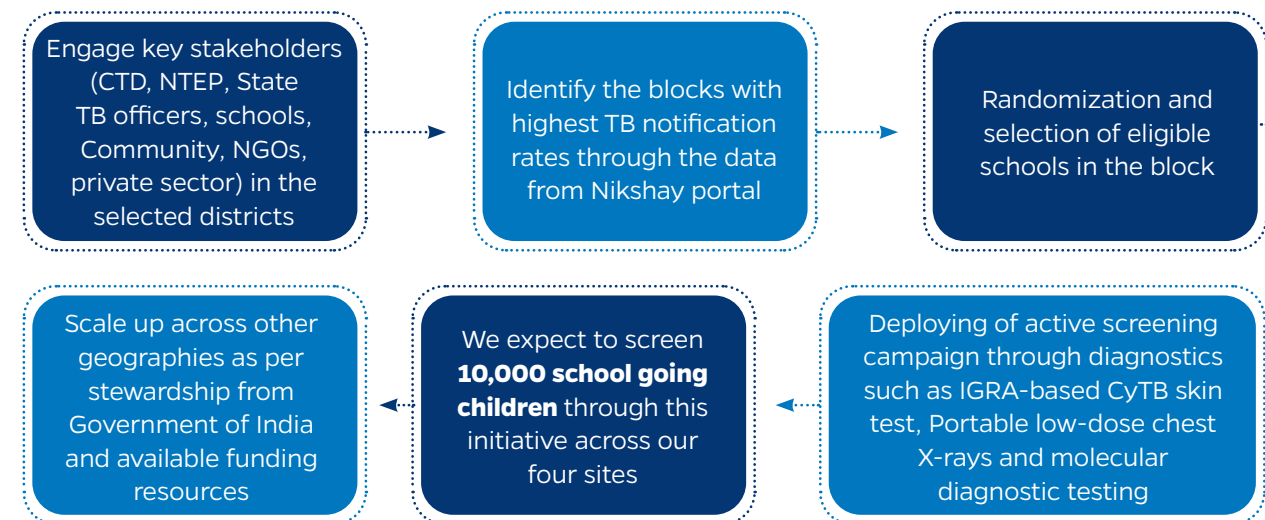 Engage key stakeholders
(CTD, NTEP, State
TB officers, schools,
Community, NGOs,
private sector) in the
selected districts
Identify the blocks with
highest TB notification
rates through the data
from Nikshay portal
Randomization and
selection of eligible
schools in the block
Deploying of active screening
campaign through diagnostics
such as IGRA-based CyTB skin
test, Portable low-dose chest
X-rays and molecular
diagnostic testing
We expect to screen
10,000 school going
children through this
initiative across our
four sites
Scale up across other
geographies as per
stewardship from
Government of India
and available funding
resources